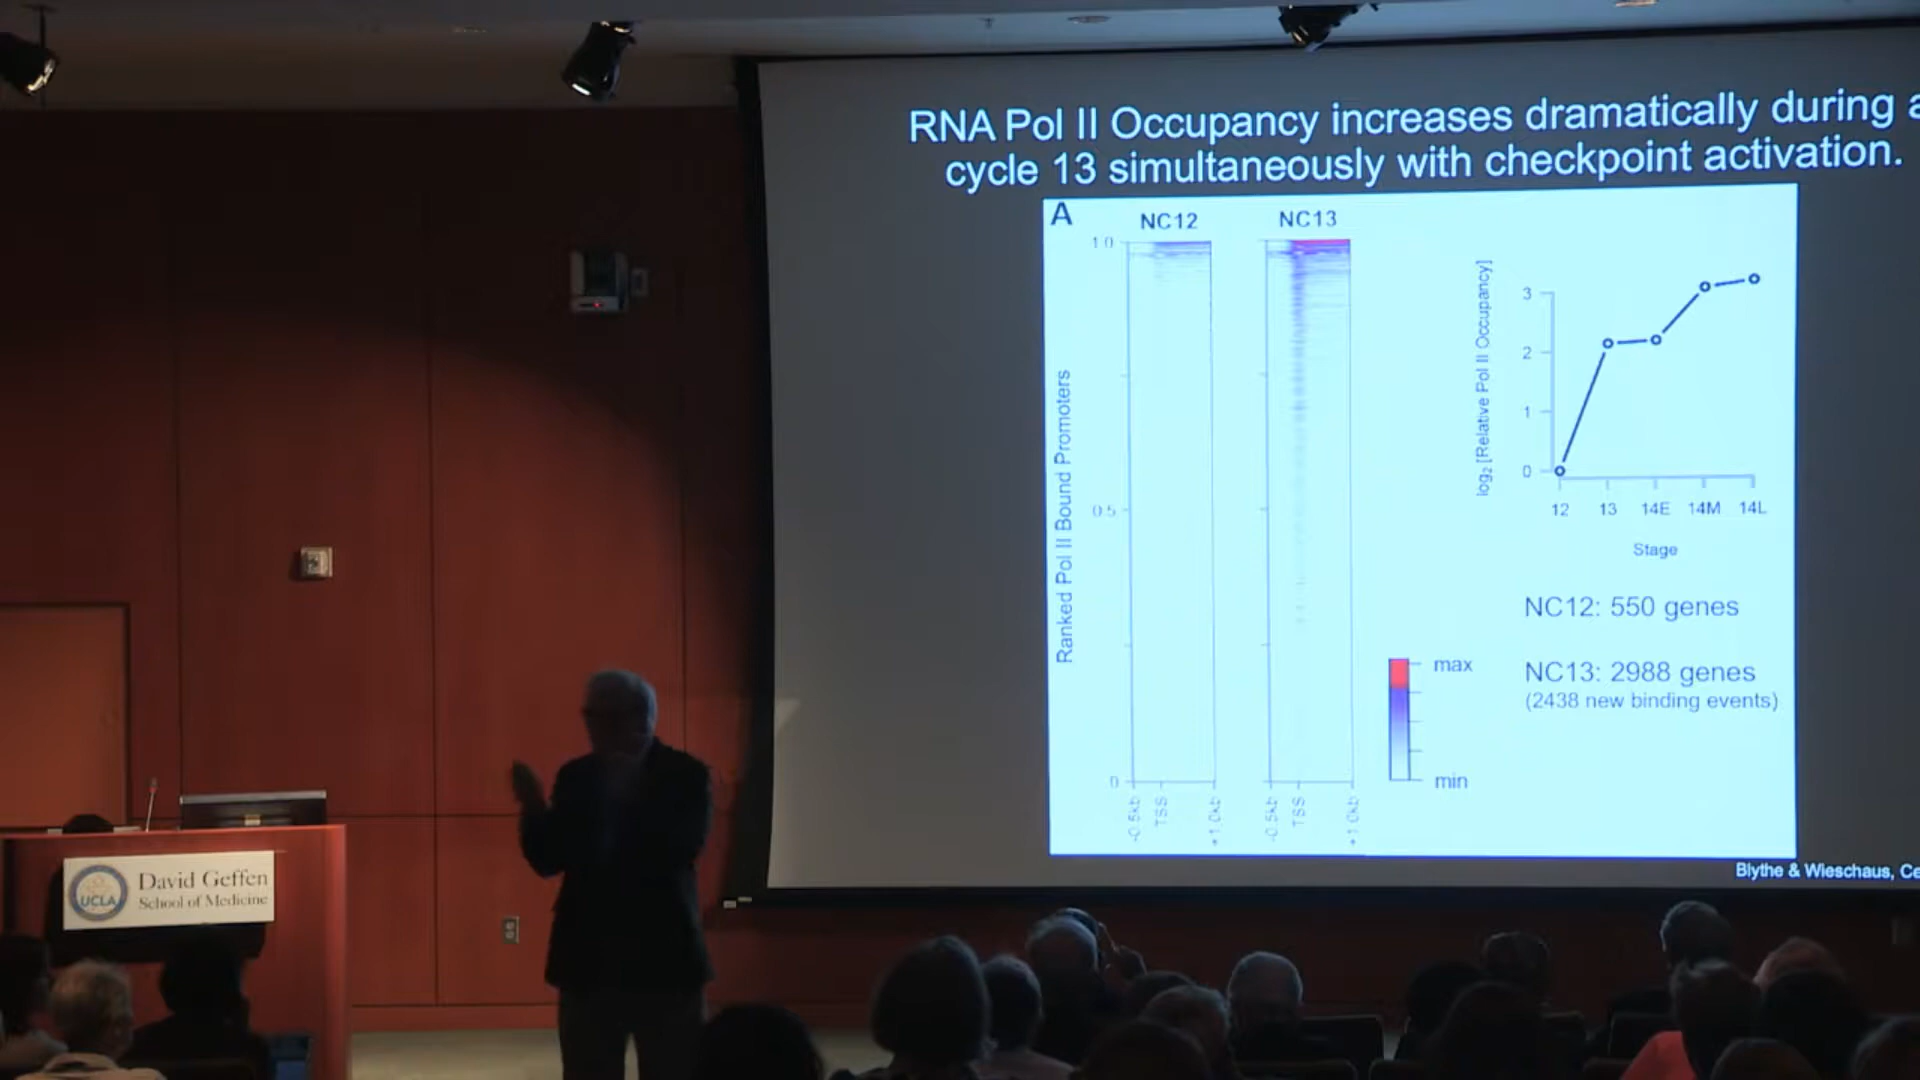 RNA Pol II Occupancy increases dramatically during a
cycle 13 simultaneously with checkpoint activation.
A
NC12
NC13
1.0
0.5
0
Ranked Pol II Bound Promoters
-0.5kb
TSS
+1.0kb
-0.5kb
TSS
+1.0kb
max
min
log2 [Relative Pol II Occupancy]
3
2
1
0
12 13 14E 14M 14L
Stage
NC12: 550 genes
NC13: 2988 genes
(2438 new binding events)
Blythe & Wieschaus, Ce
UCLA
David Geffen
School of Medicine